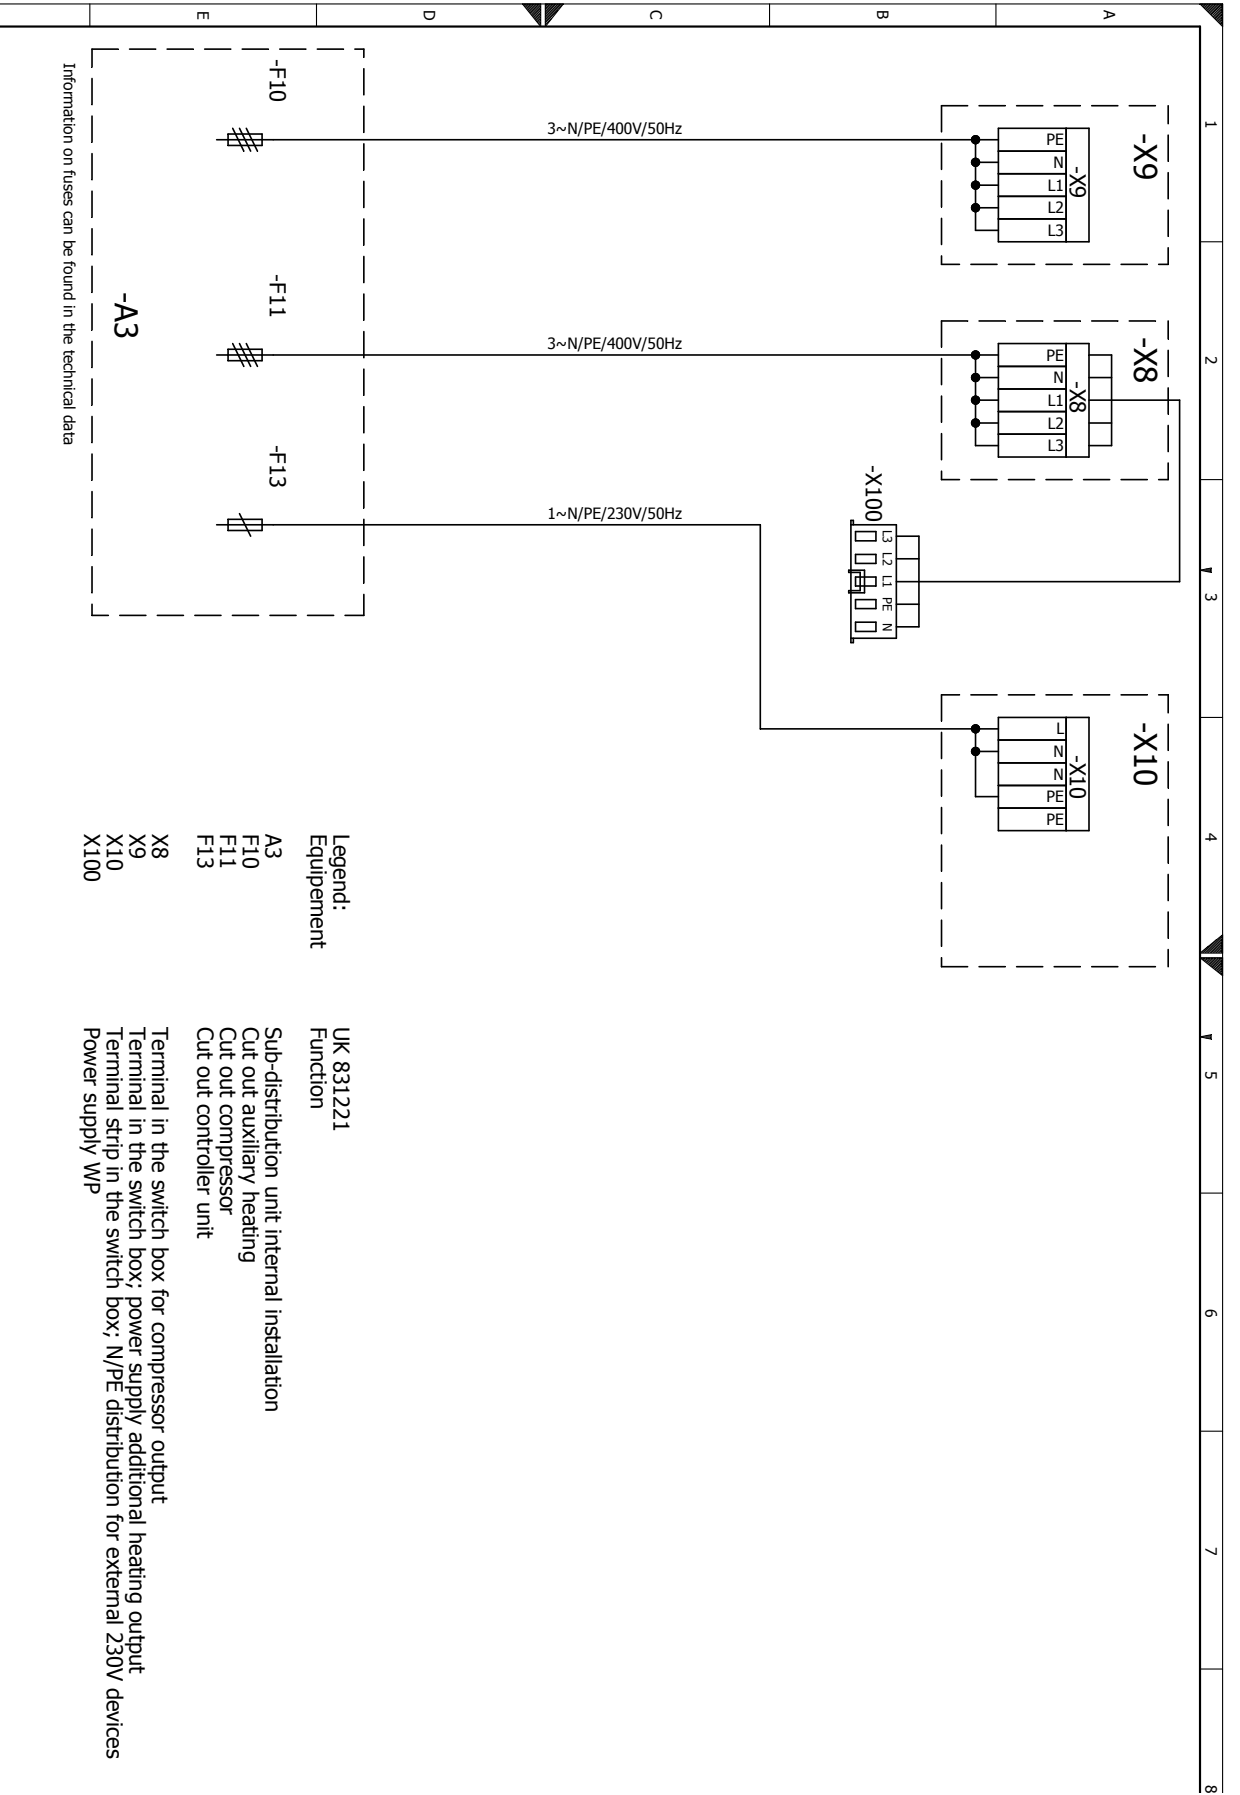 1
2
3
4
5
6
7
8
A
B
C
D
E
-X9
-X9
PE
N
L1
L2
L3
-X8
-X8
PE
N
L1
L2
L3
-X100
L3
L2
L1
PE
N
-X10
-X10
L
N
N
PE
PE
3~N/PE/400V/50Hz
3~N/PE/400V/50Hz
1~N/PE/230V/50Hz
-F10
-F11
-F13
-A3
Information on fuses can be found in the technical data
Legend: UK 831221
Equipement Function
A3 Sub-distribution unit internal installation
F10 Cut out auxiliary heating
F11 Cut out compressor
F13 Cut out controller unit
X8 Terminal in the switch box for compressor output
X9 Terminal in the switch box; power supply additional heating output
X10 Terminal strip in the switch box; N/PE distribution for external 230V devices
X100 Power supply WP